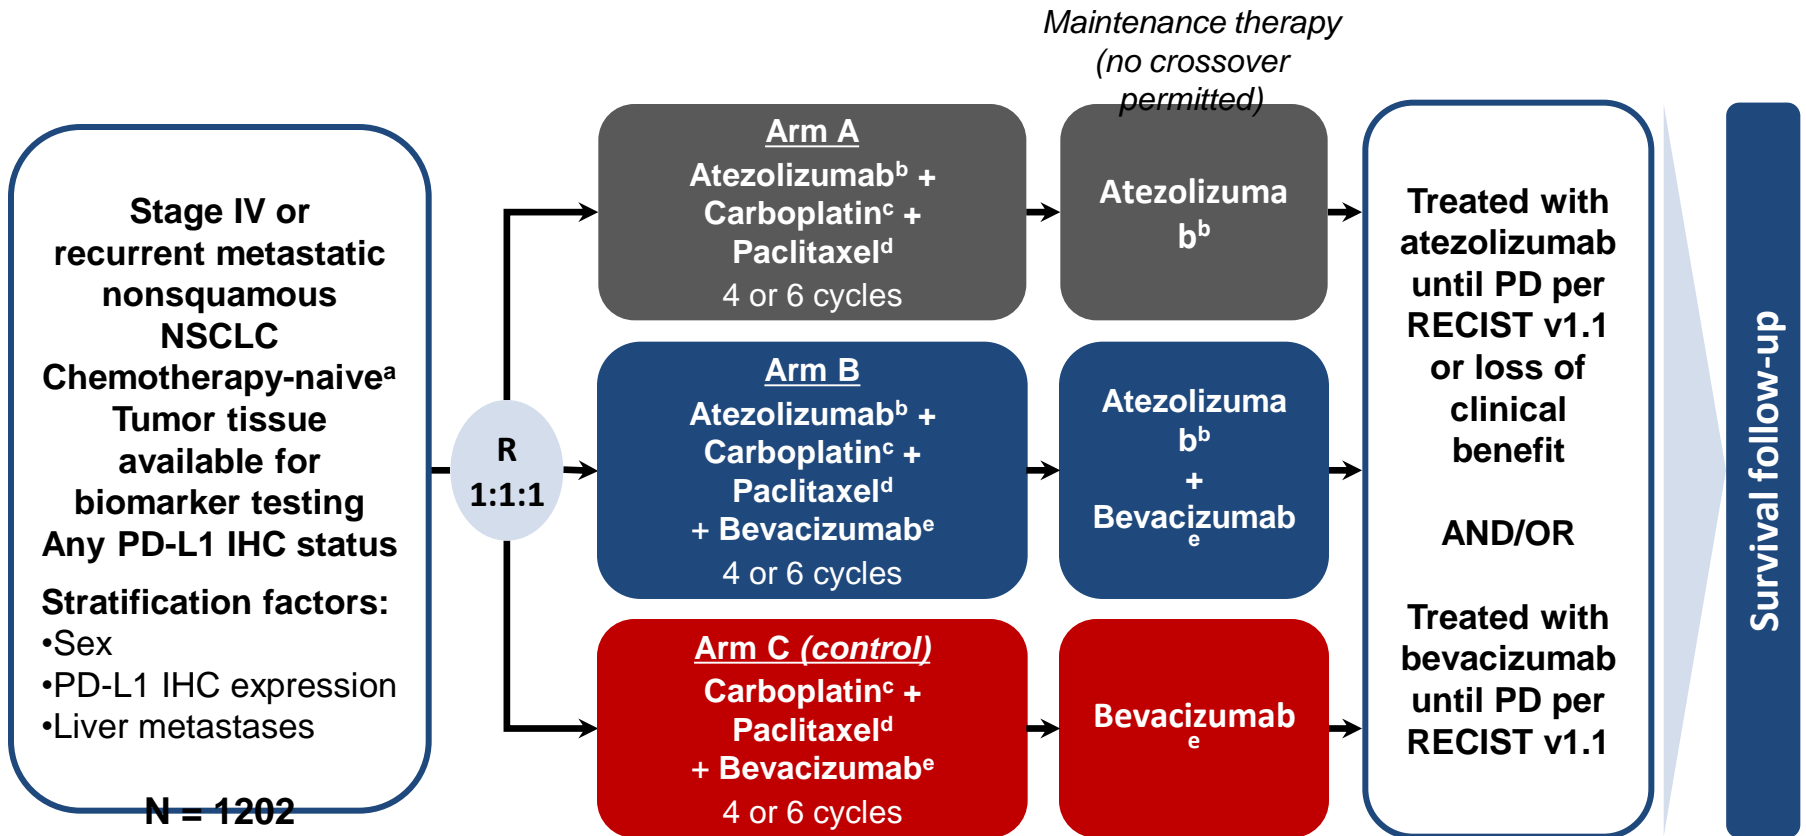 Maintenance therapy
(no crossover
permitted)
Stage IV or
recurrent metastatic
nonsquamous
NSCLC
Chemotherapy-naiveᵃ
Tumor tissue
available for
biomarker testing
Any PD-L1 IHC status
Stratification factors:
•Sex
•PD-L1 IHC expression
•Liver metastases
N = 1202
R
1:1:1
Arm A
Atezolizumabᵇ +
Carboplatinᶜ +
Paclitaxelᵈ
4 or 6 cycles
Atezolizuma
bᵇ
Arm B
Atezolizumabᵇ +
Carboplatinᶜ +
Paclitaxelᵈ
+ Bevacizumabᵉ
4 or 6 cycles
Atezolizuma
bᵇ
+
Bevacizumab
e
Arm C (control)
Carboplatinᶜ +
Paclitaxelᵈ
+ Bevacizumabᵉ
4 or 6 cycles
Bevacizumab
e
Treated with
atezolizumab
until PD per
RECIST v1.1
or loss of
clinical
benefit
AND/OR
Treated with
bevacizumab
until PD per
RECIST v1.1
Survival follow-up